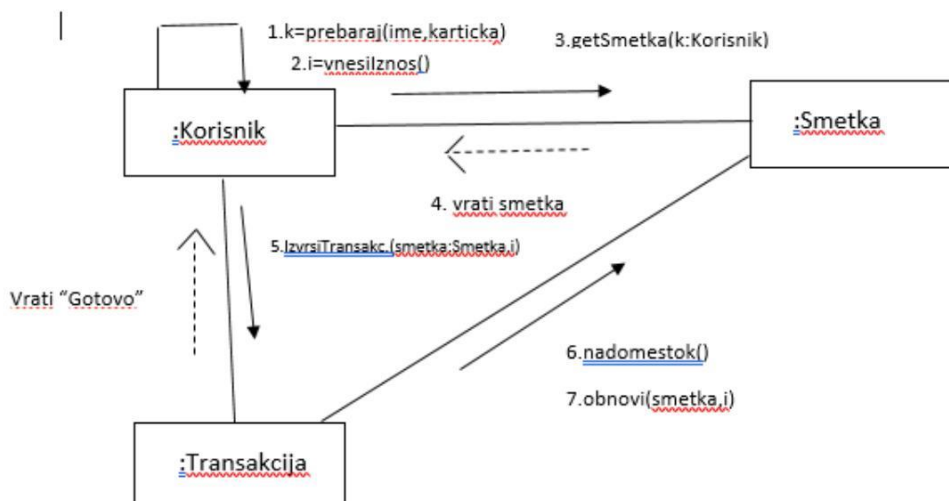 1.k=prebaraj(ime,karticka)
2.i=vnesiIznos()
3.getSmetka(k:Korisnik)
:Korisnik
:Smetka
4. vrati smetka
5.IzvrsiTransakc.(smetka:Smetka,i)
Vrati “Gotovo”
6.nadomestok()
7.obnovi(smetka,i)
:Transakcija